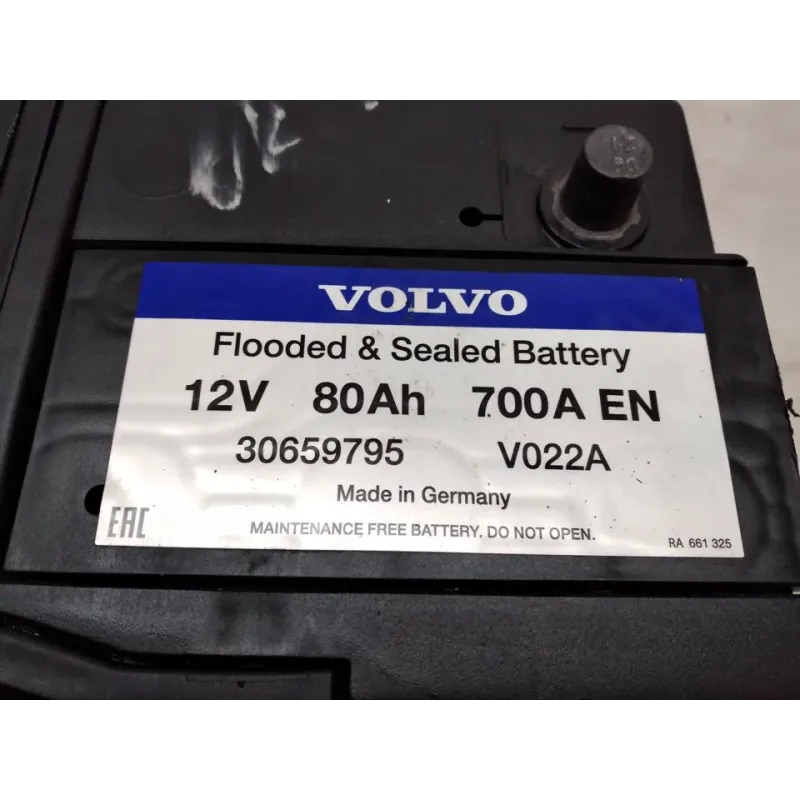 VOLVO
Flooded & Sealed Battery
12V 80Ah 700A EN
30659795 V022A
Made in Germany
EAC MAINTENANCE FREE BATTERY. DO NOT OPEN. RA 661 325